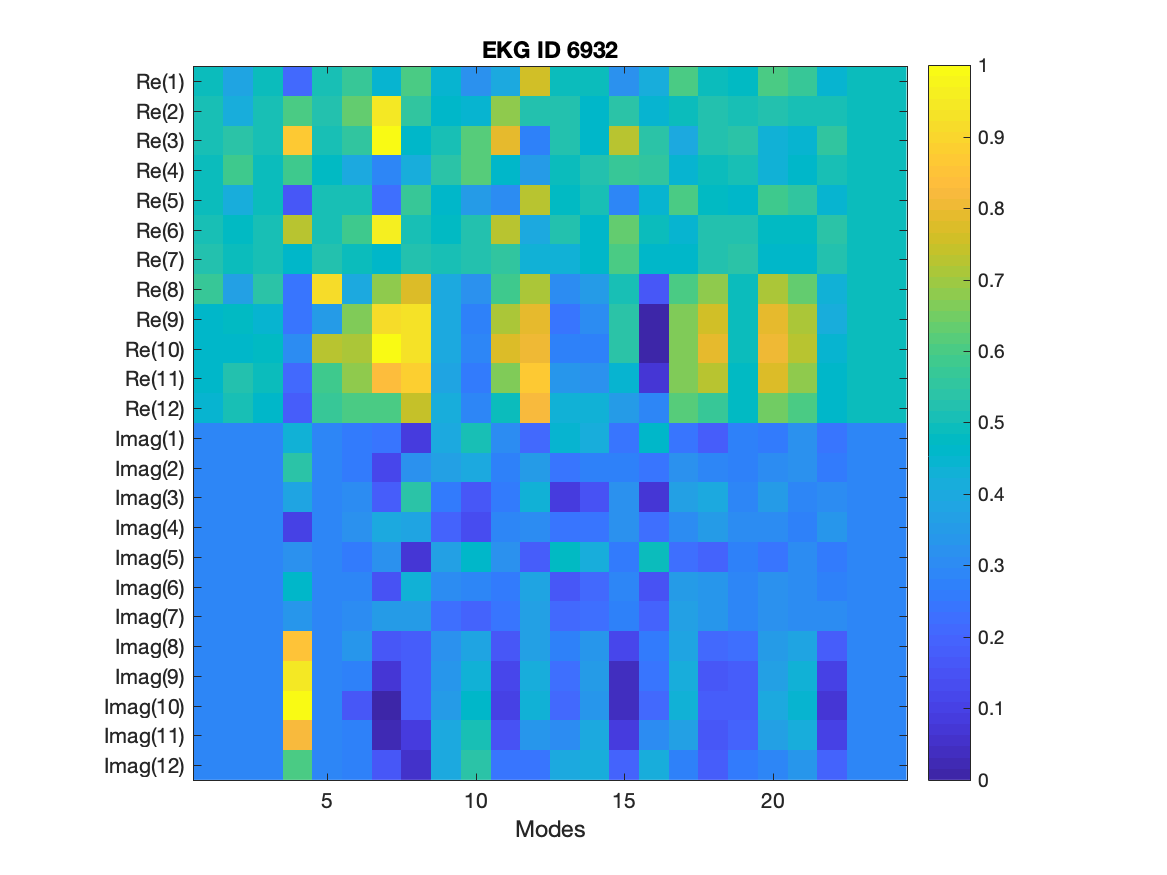 EKG ID 6932
Re(1)
Re(2)
Re(3)
Re(4)
Re(5)
Re(6)
Re(7)
Re(8)
Re(9)
Re(10)
Re(11)
Re(12)
Imag(1)
Imag(2)
Imag(3)
Imag(4)
Imag(5)
Imag(6)
Imag(7)
Imag(8)
Imag(9)
Imag(10)
Imag(11)
Imag(12)
5 10 15 20
Modes
1
0.9
0.8
0.7
0.6
0.5
0.4
0.3
0.2
0.1
0